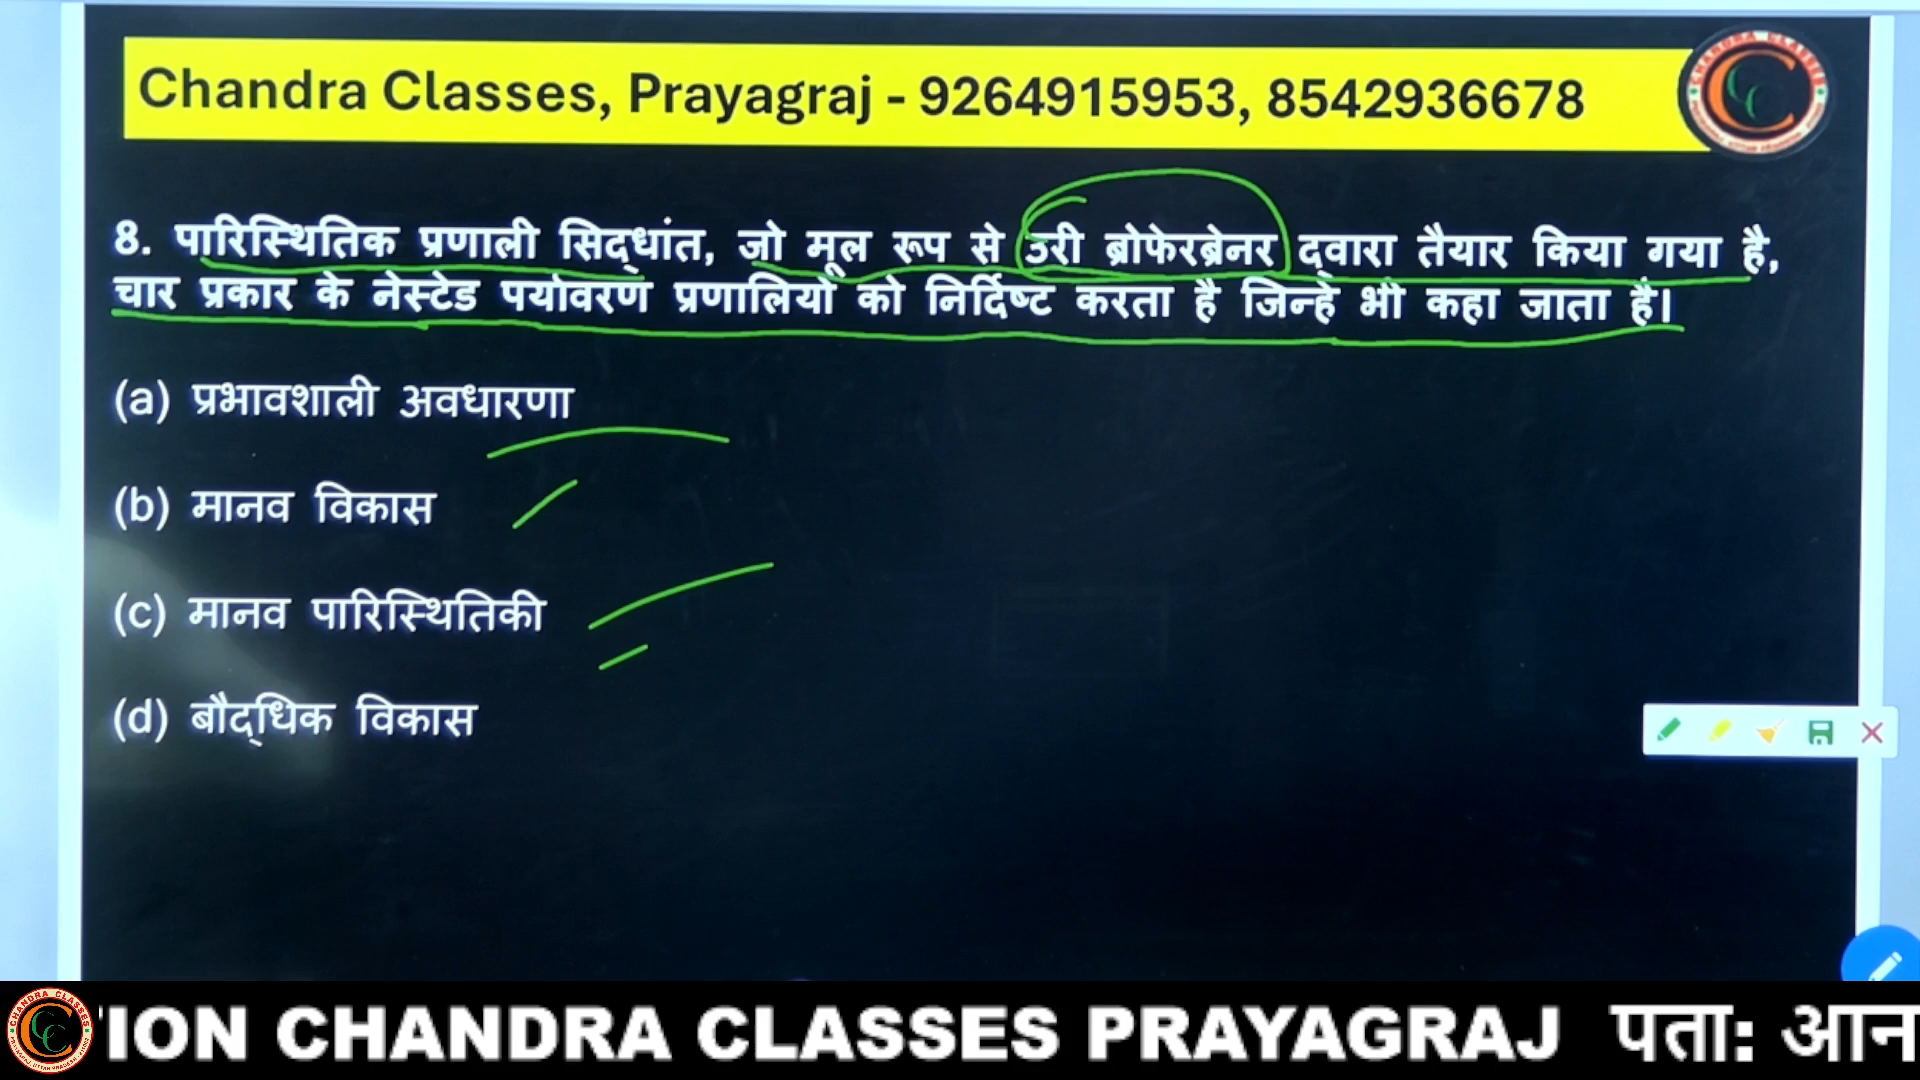 Chandra Classes, Prayagraj - 9264915953, 8542936678
8. पारिस्थितिक प्रणाली सिद्धांत, जो मूल रूप से उरी ब्रोफेरब्रेनर द्वारा तैयार किया गया है,
चार प्रकार के नेस्टेड पर्यावरण प्रणालियों को निर्दिष्ट करता है जिन्हे भी कहा जाता हैं।
(a) प्रभावशाली अवधारणा
(b) मानव विकास
(c) मानव पारिस्थितिकी
(d) बौद्धिक विकास
ION CHANDRA CLASSES PRAYAGRAJ पता: आन